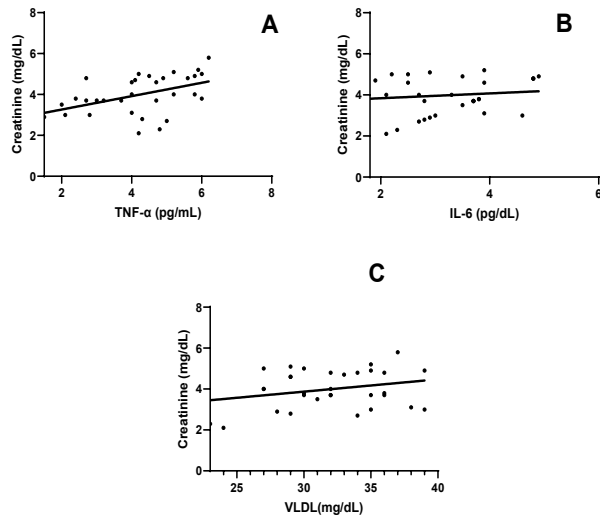 A
Creatinine (mg/dL)
8
6
4
2
0
2 4 6 8
TNF-α (pg/mL)
B
Creatinine (mg/dL)
8
6
4
2
0
2 4 6
IL-6 (pg/dL)
C
Creatinine (mg/dL)
8
6
4
2
0
25 30 35 40
VLDL(mg/dL)